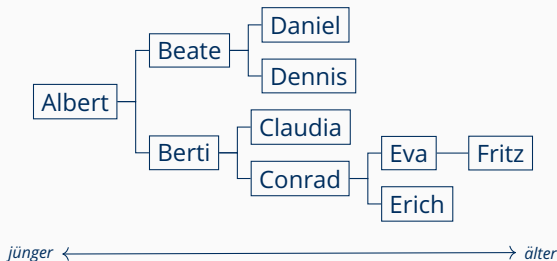 Daniel
Beate
Dennis
Albert
Claudia
Berti
Eva
Fritz
Conrad
Erich
jünger
älter